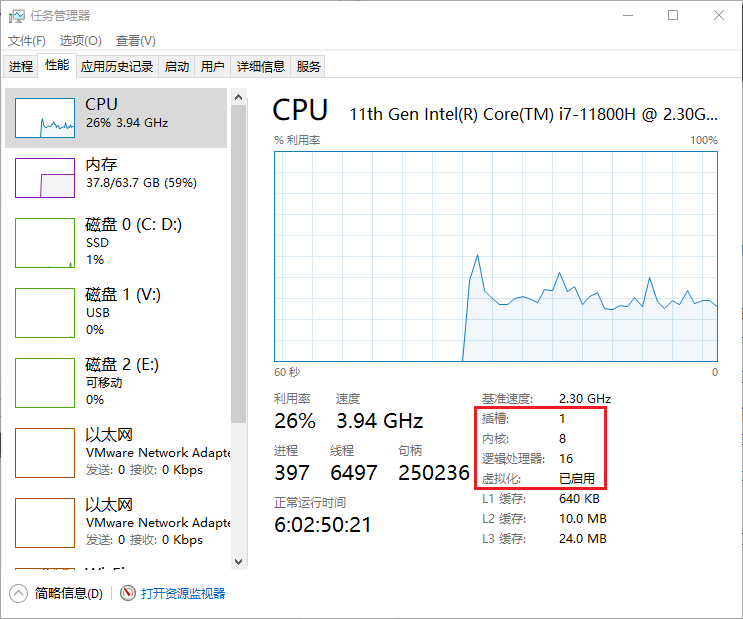 任务管理器
文件(F) 选项(O) 查看(V)
进程 性能 应用历史记录 启动 用户 详细信息 服务
CPU
26% 3.94 GHz
内存
37.8/63.7 GB (59%)
磁盘 0 (C: D:)
SSD
1%
磁盘 1 (V:)
USB
0%
磁盘 2 (E:)
可移动
0%
以太网
VMware Network Adapte
发送: 0 接收: 0 Kbps
以太网
VMware Network Adapte
发送: 0 接收: 0 Kbps
CPU 11th Gen Intel(R) Core(TM) i7-11800H @ 2.30G...
% 利用率 100%
60 秒 0
利用率 速度
26% 3.94 GHz
进程 线程 句柄
397 6497 250236
正常运行时间
6:02:50:21
基准速度: 2.30 GHz
插槽: 1
内核: 8
逻辑处理器: 16
虚拟化: 已启用
L1 缓存: 640 KB
L2 缓存: 10.0 MB
L3 缓存: 24.0 MB
简略信息(D) 打开资源监视器